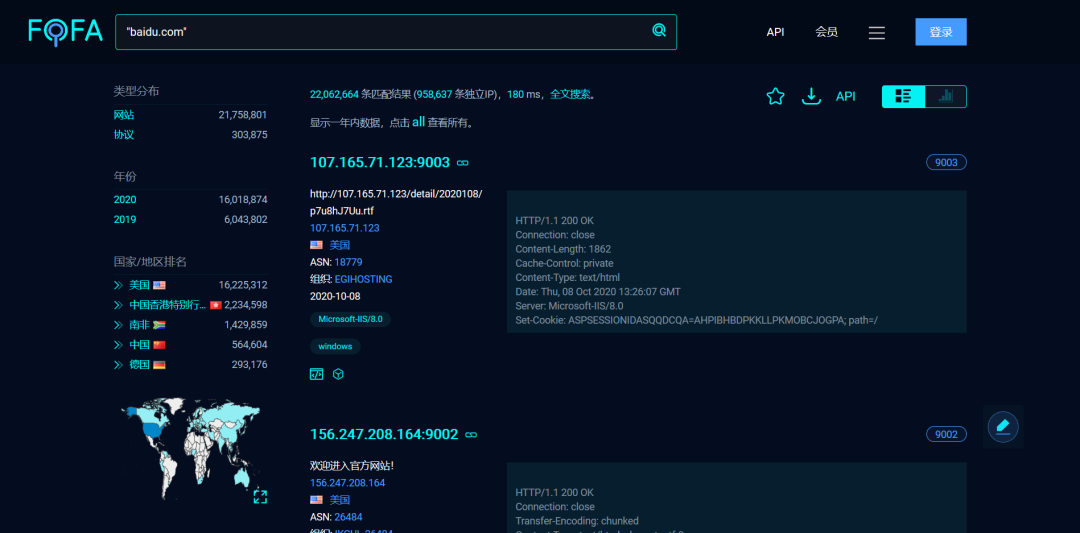 FOFA
"baidu.com"
API
会员
登录
类型分布
网站 21,758,801
协议 303,875
年份
2020 16,018,874
2019 6,043,802
国家/地区排名
美国 16,225,312
中国香港特别行... 2,234,598
南非 1,429,859
中国 564,604
德国 293,176
22,062,664 条匹配结果 (958,637 条独立IP)，180 ms，全文搜索。
API
显示一年内数据，点击 all 查看所有。
107.165.71.123:9003
9003
http://107.165.71.123/detail/2020108/
p7u8hJ7Uu.rtf
107.165.71.123
美国
ASN: 18779
组织: EGIHOSTING
2020-10-08
Microsoft-IIS/8.0
windows
HTTP/1.1 200 OK
Connection: close
Content-Length: 1862
Cache-Control: private
Content-Type: text/html
Date: Thu, 08 Oct 2020 13:26:07 GMT
Server: Microsoft-IIS/8.0
Set-Cookie: ASPSESSIONIDASQQDCQA=AHPIBHBDPKKLLPKMOBCJOGPA; path=/
156.247.208.164:9002
9002
欢迎进入官方网站！
156.247.208.164
美国
ASN: 26484
HTTP/1.1 200 OK
Connection: close
Transfer-Encoding: chunked